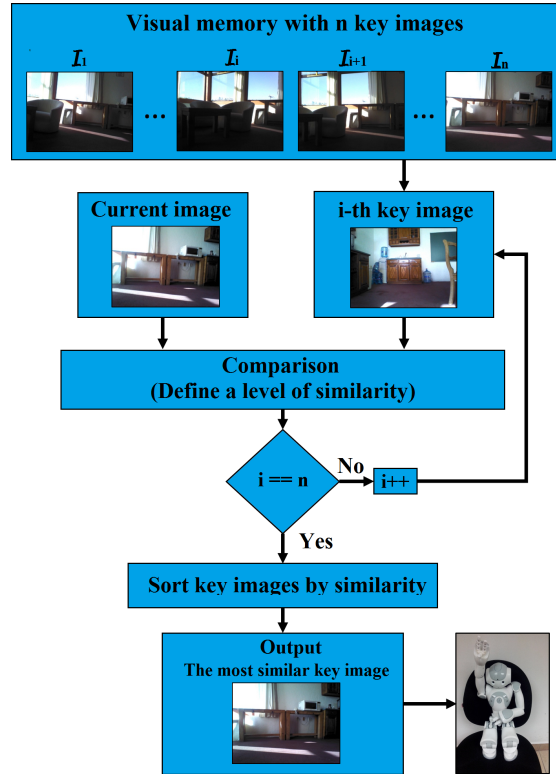 Visual memory with n key images
I1 Ii Ii+1 In
... ...
Current image
i-th key image
Comparison
(Define a level of similarity)
i == n
No
i++
Yes
Sort key images by similarity
Output
The most similar key image